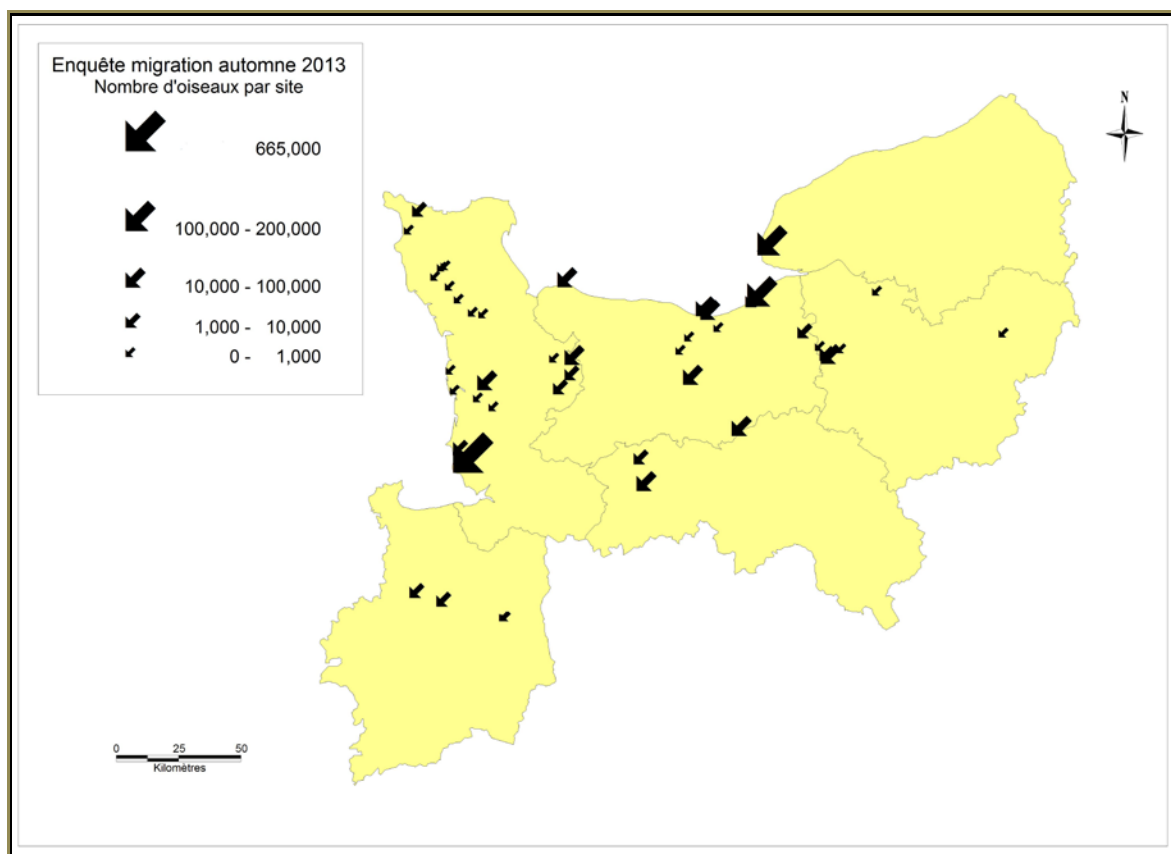 Enquête migration automne 2013
Nombre d'oiseaux par site
665,000
100,000 - 200,000
10,000 - 100,000
1,000 - 10,000
0 - 1,000
N
0 25 50
Kilomètres